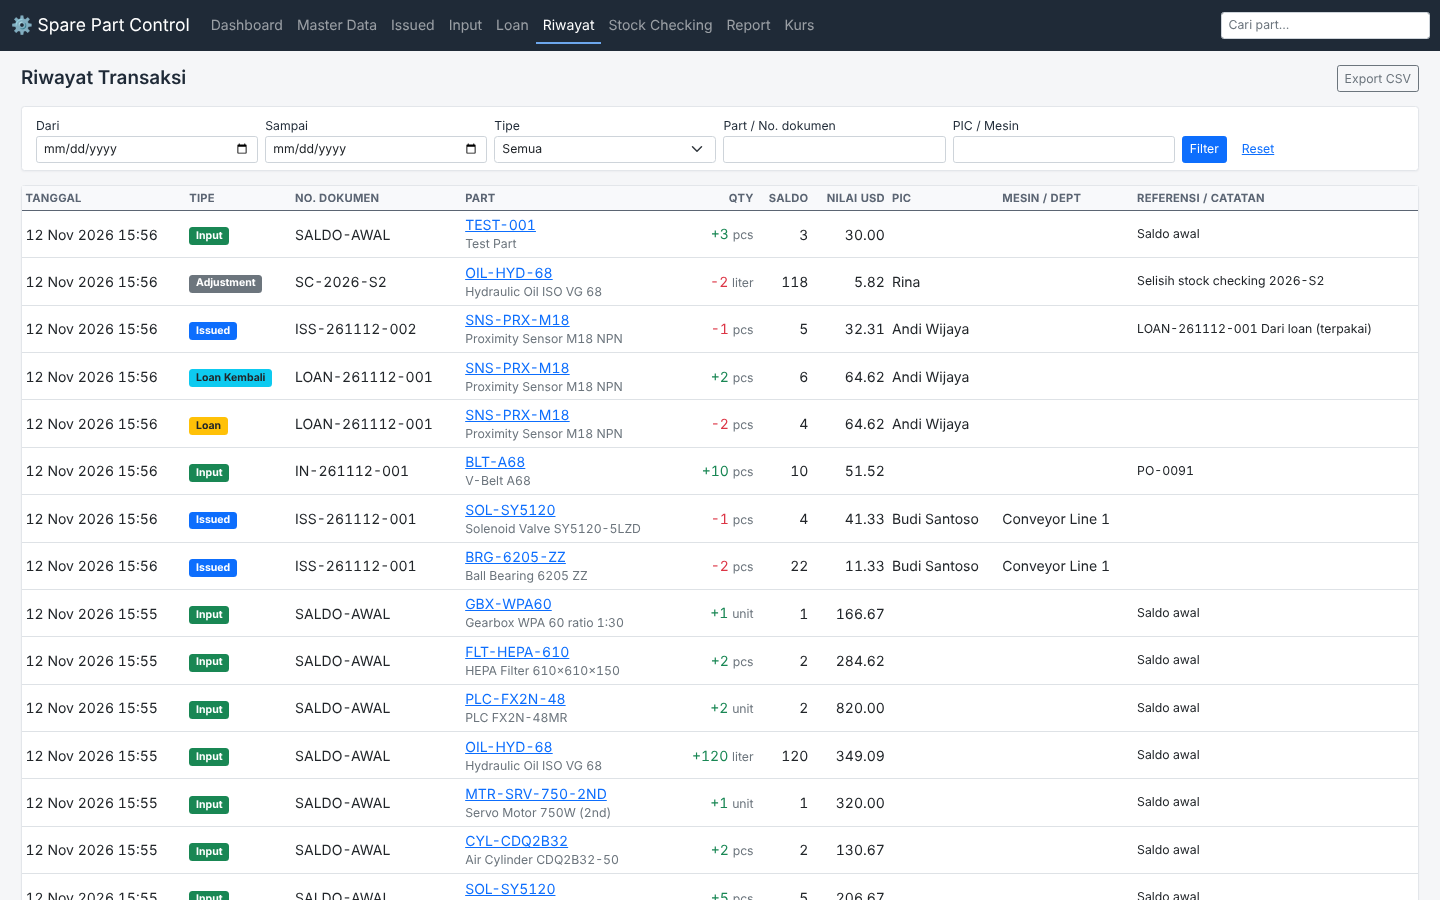 Spare Part Control Dashboard Master Data Issued Input Loan Riwayat Stock Checking Report Kurs Cari part...
Riwayat Transaksi Export CSV
Dari Sampai Tipe Part / No. dokumen PIC / Mesin
mm/dd/yyyy mm/dd/yyyy Semua Filter Reset
TANGGAL TIPE NO. DOKUMEN PART QTY SALDO NILAI USD PIC MESIN / DEPT REFERENSI / CATATAN
12 Nov 2026 15:56 Input SALDO-AWAL TEST-001 +3 pcs 3 30.00 Saldo awal
Test Part
12 Nov 2026 15:56 Adjustment SC-2026-S2 OIL-HYD-68 -2 liter 118 5.82 Rina Selisih stock checking 2026-S2
Hydraulic Oil ISO VG 68
12 Nov 2026 15:56 Issued ISS-261112-002 SNS-PRX-M18 -1 pcs 5 32.31 Andi Wijaya LOAN-261112-001 Dari loan (terpakai)
Proximity Sensor M18 NPN
12 Nov 2026 15:56 Loan Kembali LOAN-261112-001 SNS-PRX-M18 +2 pcs 6 64.62 Andi Wijaya
Proximity Sensor M18 NPN
12 Nov 2026 15:56 Loan LOAN-261112-001 SNS-PRX-M18 -2 pcs 4 64.62 Andi Wijaya
Proximity Sensor M18 NPN
12 Nov 2026 15:56 Input IN-261112-001 BLT-A68 +10 pcs 10 51.52 PO-0091
V-Belt A68
12 Nov 2026 15:56 Issued ISS-261112-001 SOL-SY5120 -1 pcs 4 41.33 Budi Santoso Conveyor Line 1
Solenoid Valve SY5120-5LZD
12 Nov 2026 15:56 Issued ISS-261112-001 BRG-6205-ZZ -2 pcs 22 11.33 Budi Santoso Conveyor Line 1
Ball Bearing 6205 ZZ
12 Nov 2026 15:55 Input SALDO-AWAL GBX-WPA60 +1 unit 1 166.67 Saldo awal
Gearbox WPA 60 ratio 1:30
12 Nov 2026 15:55 Input SALDO-AWAL FLT-HEPA-610 +2 pcs 2 284.62 Saldo awal
HEPA Filter 610×610×150
12 Nov 2026 15:55 Input SALDO-AWAL PLC-FX2N-48 +2 unit 2 820.00 Saldo awal
PLC FX2N-48MR
12 Nov 2026 15:55 Input SALDO-AWAL OIL-HYD-68 +120 liter 120 349.09 Saldo awal
Hydraulic Oil ISO VG 68
12 Nov 2026 15:55 Input SALDO-AWAL MTR-SRV-750-2ND +1 unit 1 320.00 Saldo awal
Servo Motor 750W (2nd)
12 Nov 2026 15:55 Input SALDO-AWAL CYL-CDQ2B32 +2 pcs 2 130.67 Saldo awal
Air Cylinder CDQ2B32-50
12 Nov 2026 15:55 Input SALDO-AWAL SOL-SY5120 +5 pcs 5 206.67 Saldo awal